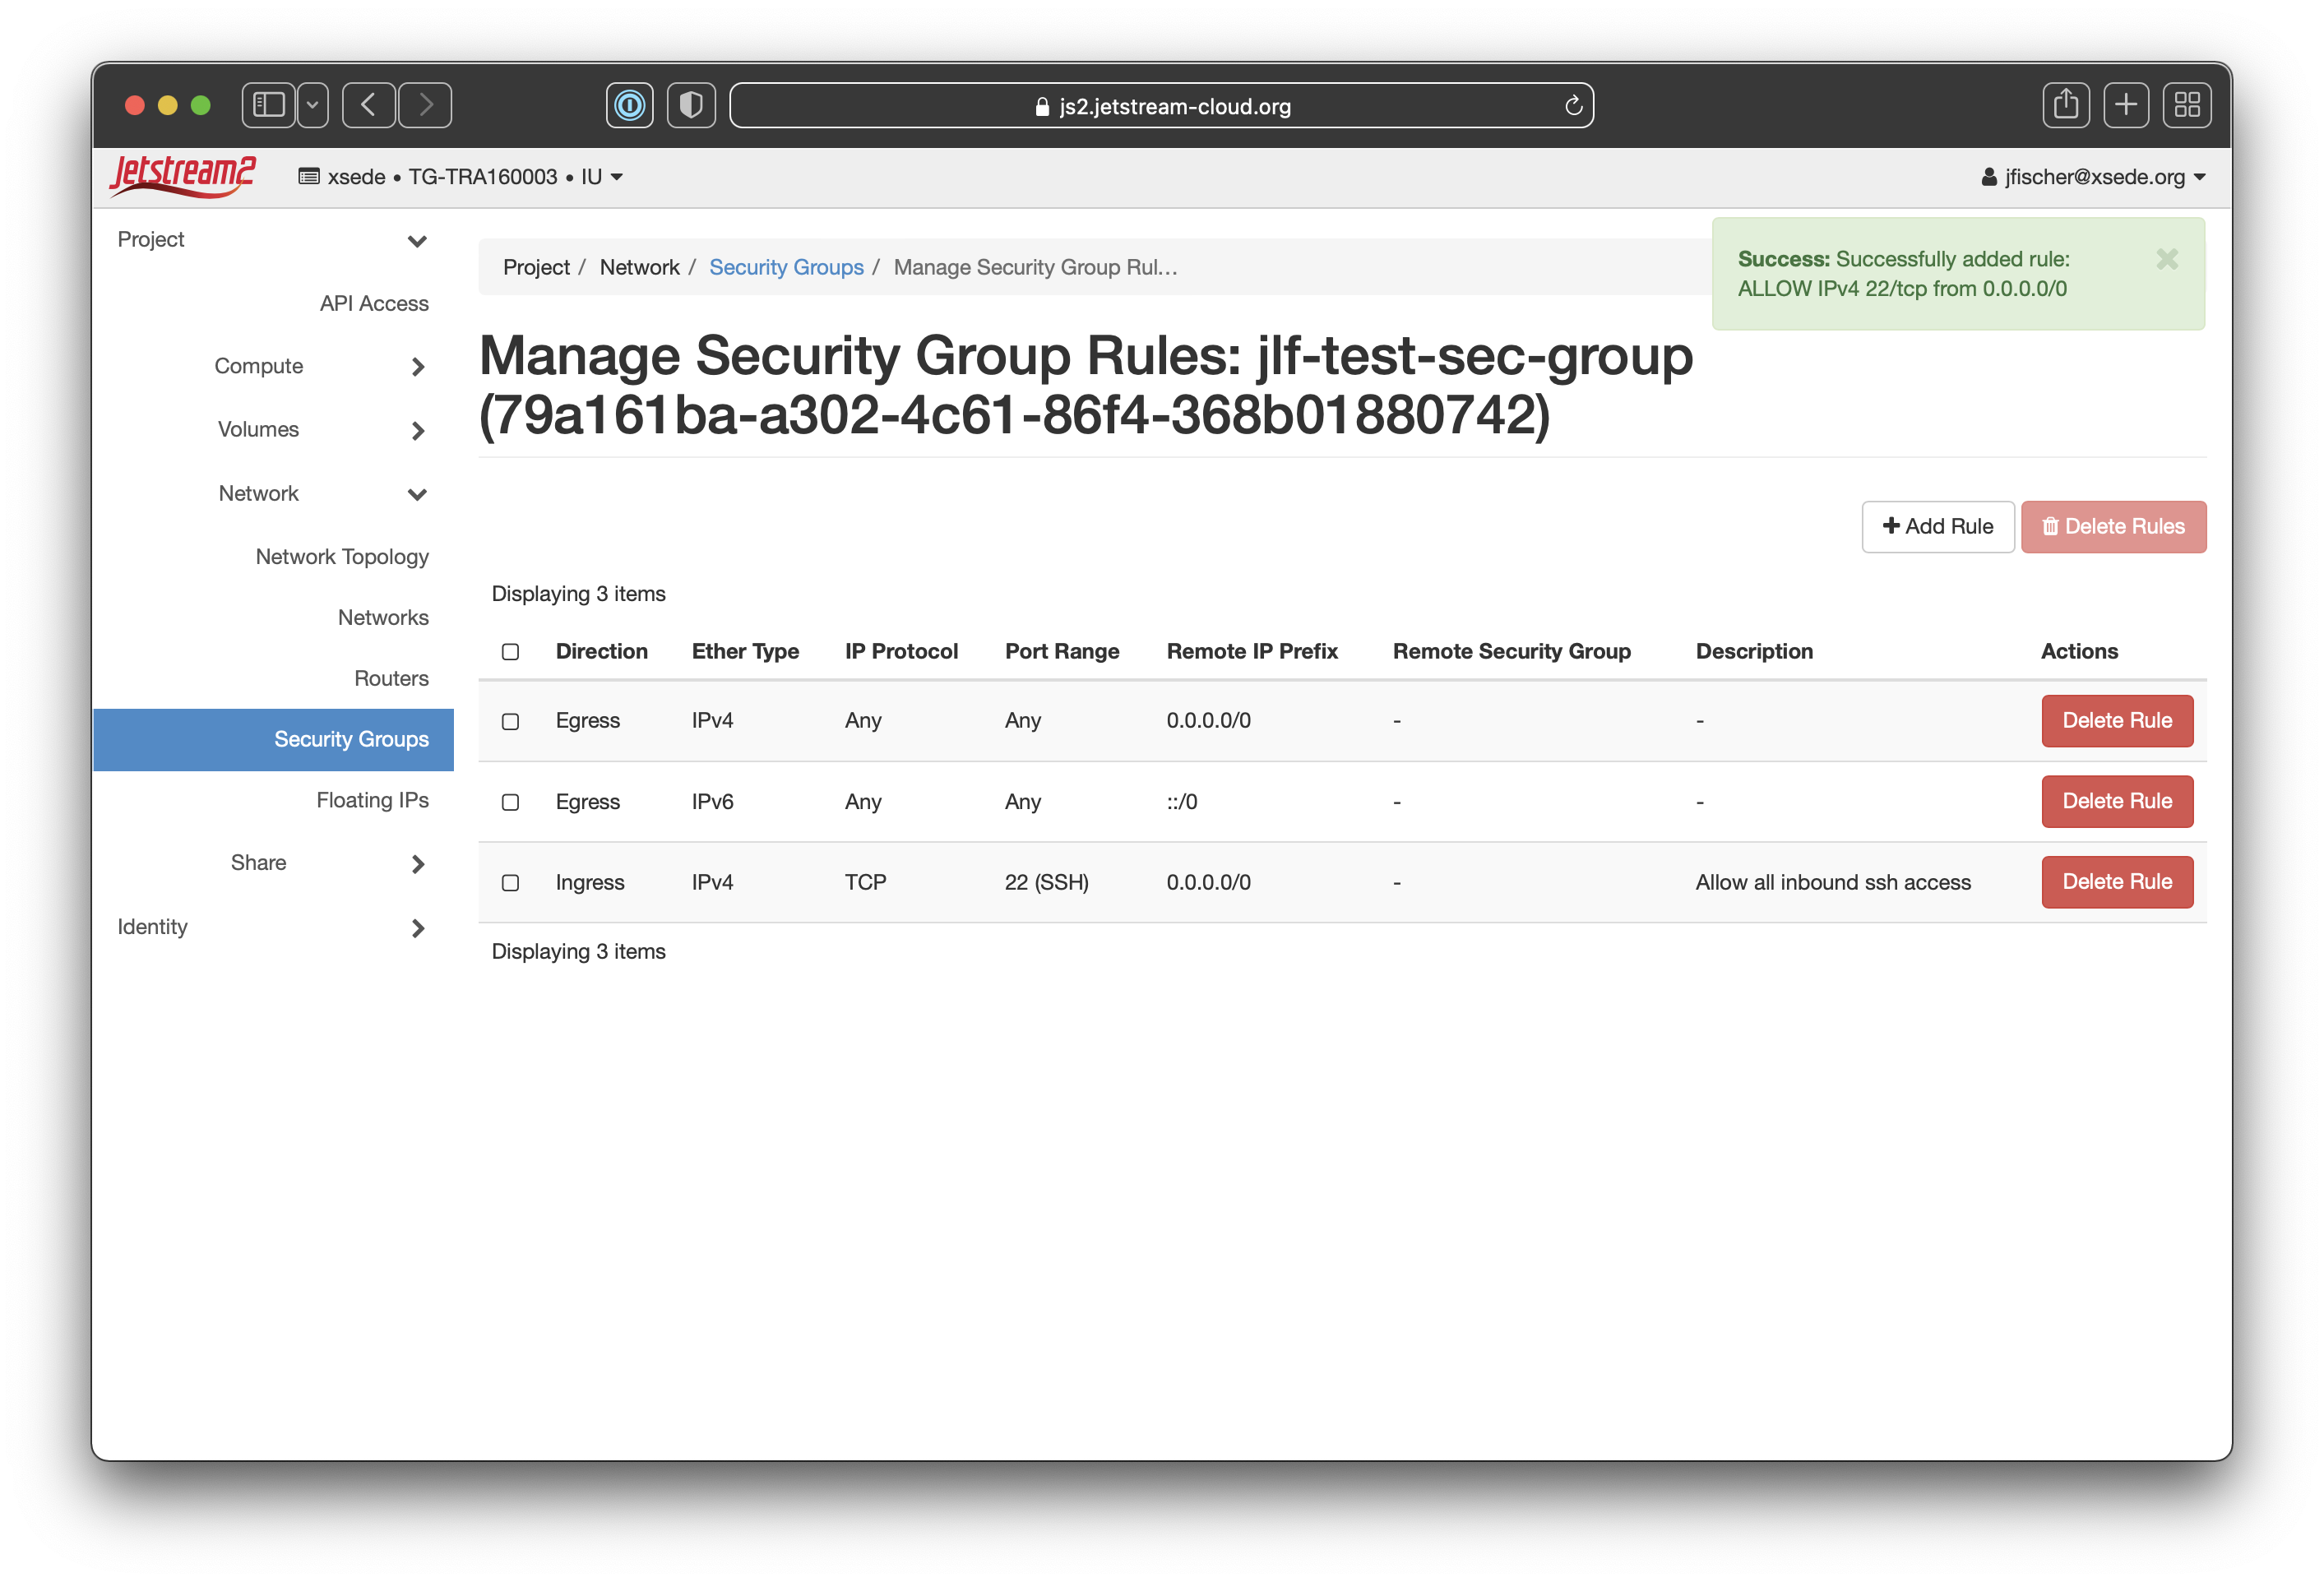 js2.jetstream-cloud.org
Jetstream2
xsede • TG-TRA160003 • IU
jfischer@xsede.org
Project
API Access
Compute
Volumes
Network
Network Topology
Networks
Routers
Security Groups
Floating IPs
Share
Identity
Project / Network / Security Groups / Manage Security Group Rul...
Success: Successfully added rule:
ALLOW IPv4 22/tcp from 0.0.0.0/0
Manage Security Group Rules: jlf-test-sec-group
(79a161ba-a302-4c61-86f4-368b01880742)
Add Rule Delete Rules
Displaying 3 items
Direction Ether Type IP Protocol Port Range Remote IP Prefix Remote Security Group Description Actions
Egress IPv4 Any Any 0.0.0.0/0 - - Delete Rule
Egress IPv6 Any Any ::/0 - - Delete Rule
Ingress IPv4 TCP 22 (SSH) 0.0.0.0/0 - Allow all inbound ssh access Delete Rule
Displaying 3 items